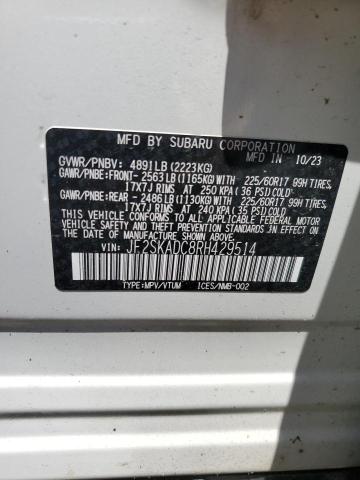 MFD BY SUBARU CORPORATION IN 10/23
GVWR/PNBV: 4891LB(2223KG)
GAWR/PNBE:FRONT- 2563LB(1165KG)WITH 225/60R17 99H TIRES,
17X7J RIMS AT 250 KPA(36 PSI)COLD
GAWR/PNBE:REAR - 2486LB(1130KG)WITH 225/60R17 99H TIRES,
17X7J RIMS AT 240 KPA(35 PSI)COLD
THIS VEHICLE CONFORMS TO ALL APPLICABLE FEDERAL MOTOR
VEHICLE SAFETY AND THEFT PREVENTION STANDARDS IN EFFECT
ON THE DATE OF MANUFACTURE SHOWN ABOVE.
VIN: JF2SKADC8RH429514
TYPE:MPV/VTUM ICES/NMB-002